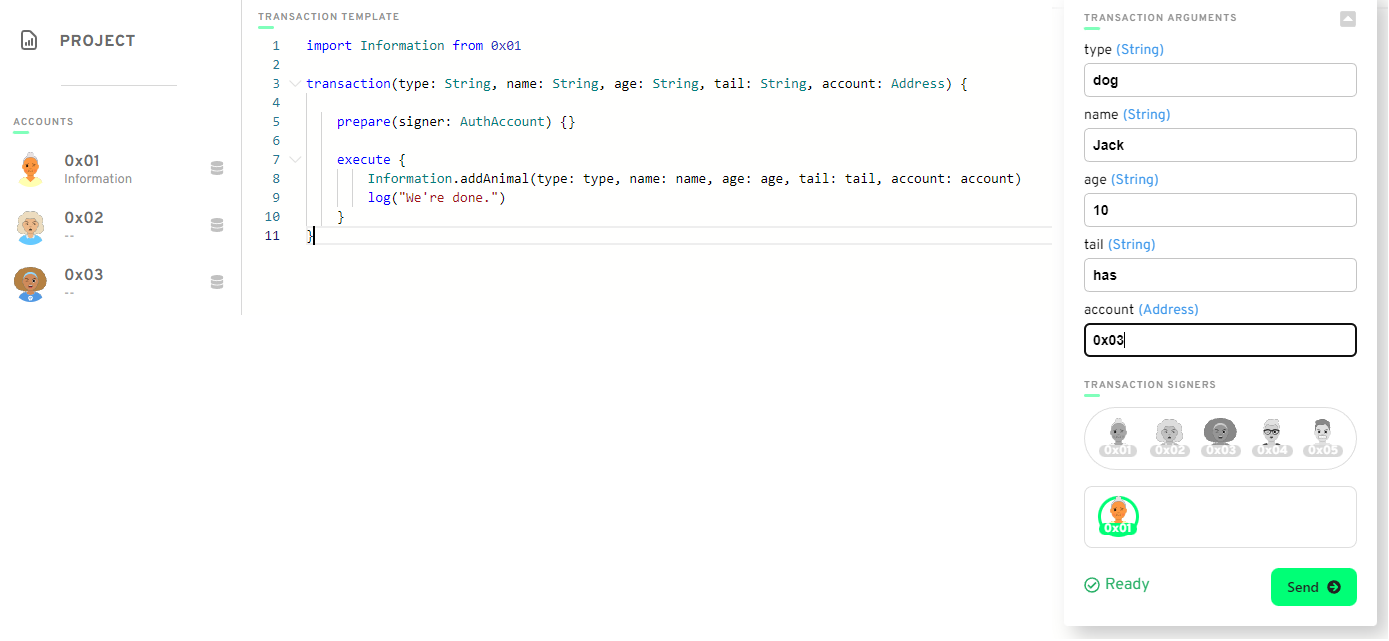 PROJECT
ACCOUNTS
0x01
Information
0x02
--
0x03
--
TRANSACTION TEMPLATE
1 import Information from 0x01
2
3 transaction(type: String, name: String, age: String, tail: String, account: Address) {
4
5 prepare(signer: AuthAccount) {}
6
7 execute {
8 Information.addAnimal(type: type, name: name, age: age, tail: tail, account: account)
9 log("We're done.")
10 }
11 }
TRANSACTION ARGUMENTS
type (String)
dog
name (String)
Jack
age (String)
10
tail (String)
has
account (Address)
0x03
TRANSACTION SIGNERS
0x01 0x02 0x03 0x04 0x05
0x01
Ready
Send